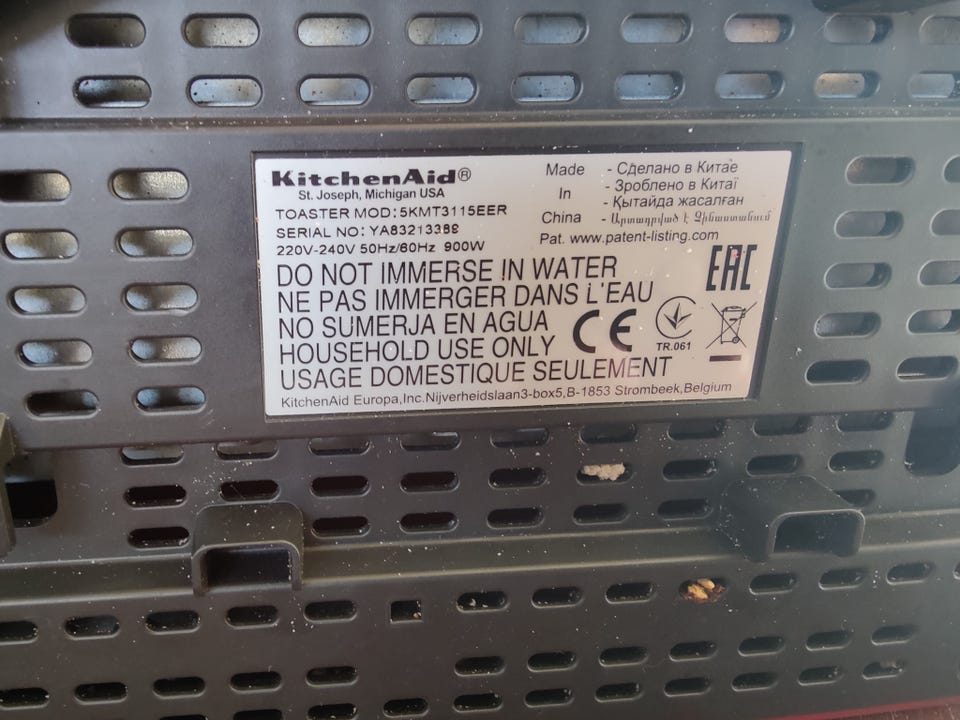 KitchenAid®
St. Joseph, Michigan USA
TOASTER MOD: 5KMT3115EER
SERIAL NO: YA83213389
220V-240V 50Hz/60Hz 900W
Made In China
- Сделано в Китае
- Зроблено в Китаї
- Қытайда жасалған
- Արտադրված է Չինաստանում
Pat. www.patent-listing.com
EAC
DO NOT IMMERSE IN WATER
NE PAS IMMERGER DANS L'EAU
NO SUMERJA EN AGUA
HOUSEHOLD USE ONLY
USAGE DOMESTIQUE SEULEMENT
CE
TR.061
KitchenAid Europa,Inc.Nijverheidslaan3-box5,B-1853 Strombeek,Belgium